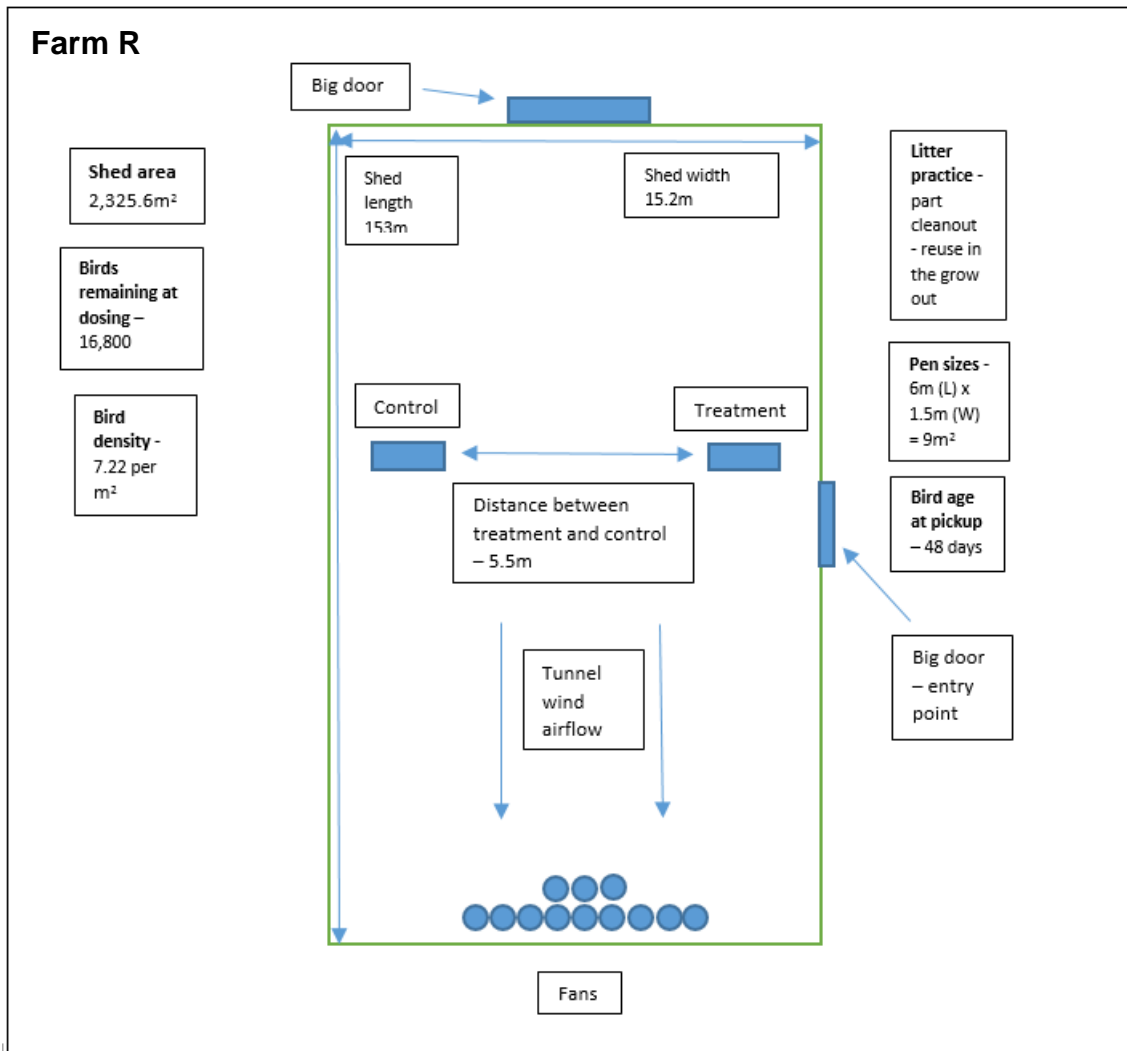 Farm R
Big door
Shed area
2,325.6m²
Shed
length
153m
Shed width
15.2m
Litter
practice -
part
cleanout
- reuse in
the grow
out
Birds
remaining at
dosing –
16,800
Pen sizes -
6m (L) x
1.5m (W)
= 9m²
Control
Treatment
Bird
density -
7.22 per
m²
Distance between
treatment and control
– 5.5m
Bird age
at pickup
– 48 days
Tunnel
wind
airflow
Big door
– entry
point
Fans